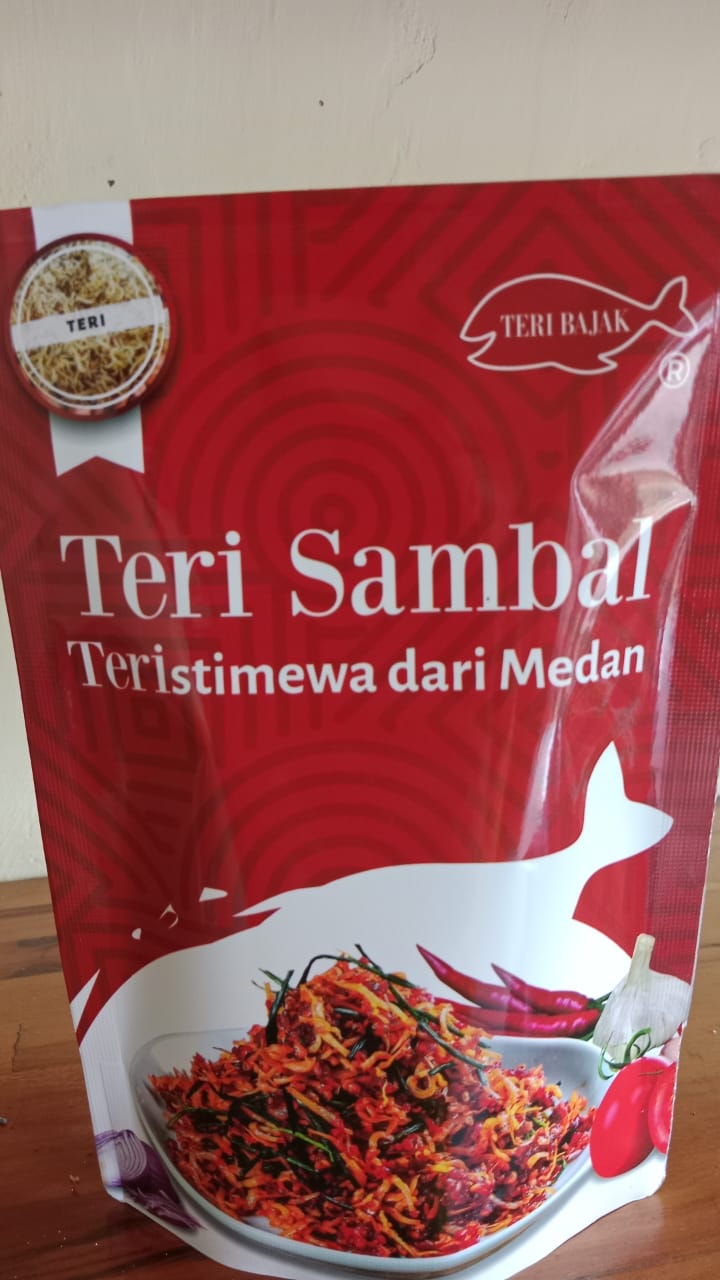 TERI
TERI BAJAK
®
Teri Sambal
Teristimewa dari Medan